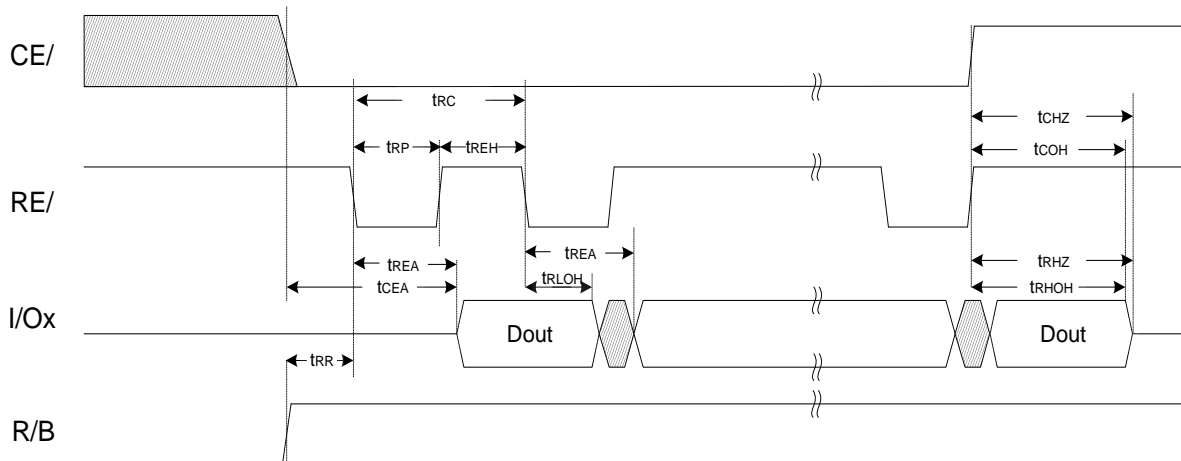 CE/
tRC
tCHZ
tRP
tREH
tCOH
RE/
tREA
tREA
tRHZ
tCEA
tRLOH
tRHOH
I/Ox
Dout
Dout
tRR
R/B